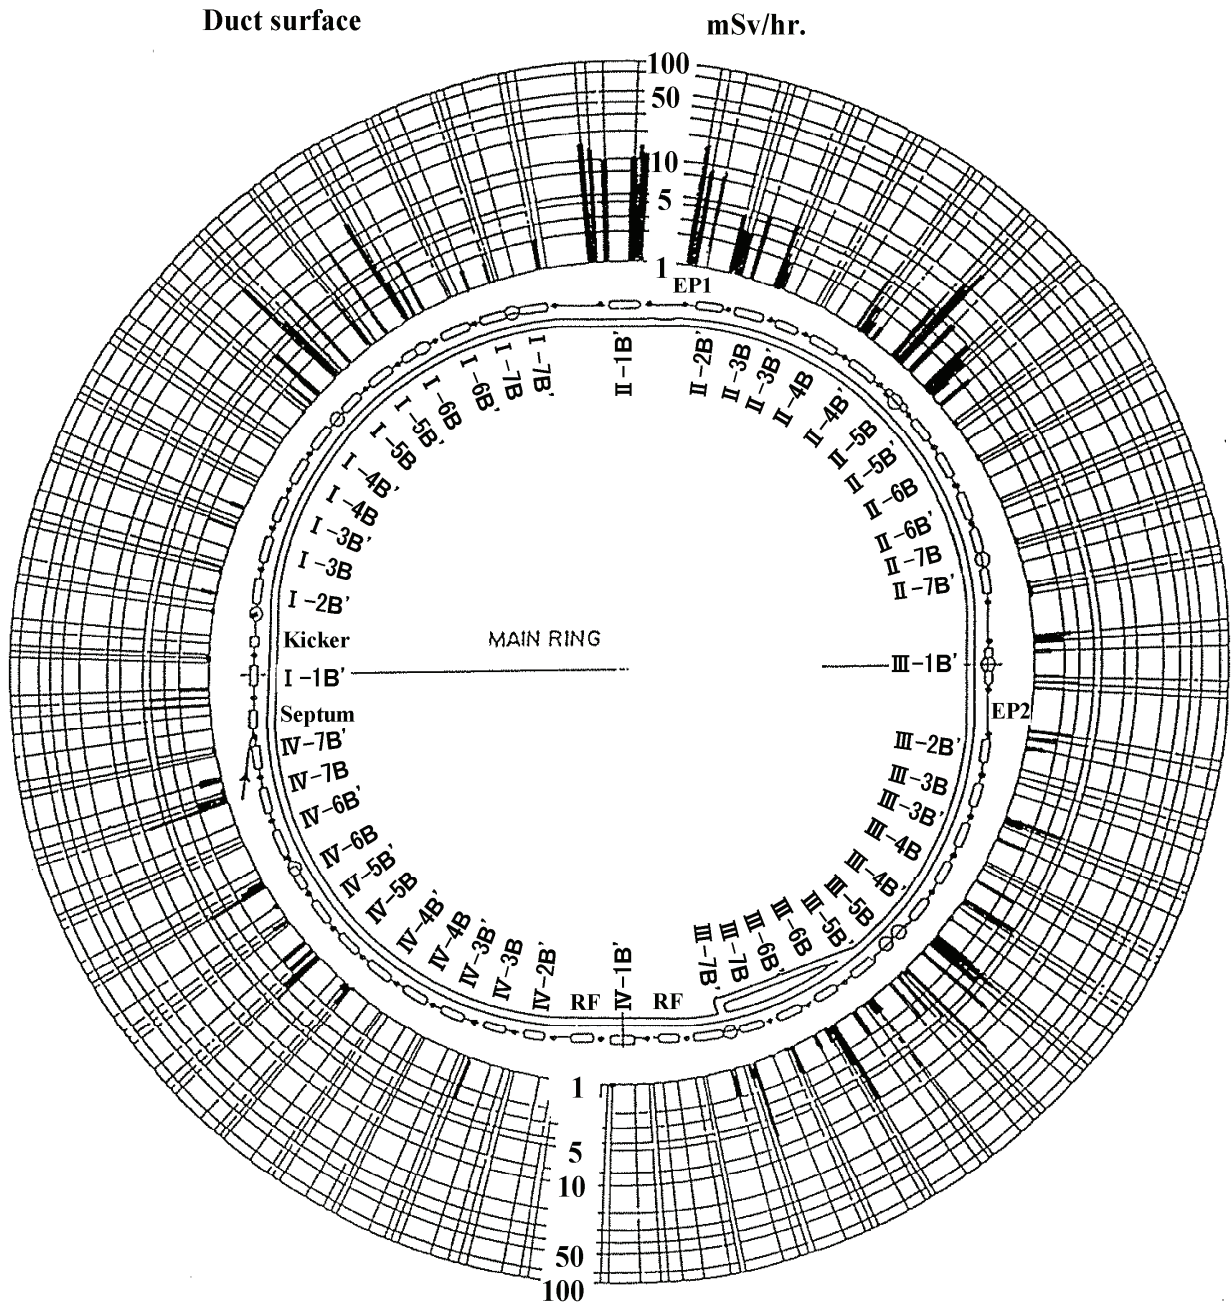 Duct surface
mSv/hr.
100
50
10
5
1
EP1
I-7B'
I-7B
I-6B'
I-6B
I-5B'
I-5B
I-4B'
I-4B
I-3B'
I-3B
I-2B'
Kicker
I-1B'
Septum
IV-7B'
IV-7B
IV-6B'
IV-6B
IV-5B'
IV-5B
IV-4B'
IV-4B
IV-3B'
IV-3B
IV-2B'
RF
IV-1B'
RF
III-7B'
III-7B
III-6B'
III-6B
III-5B'
III-5B
III-4B'
III-4B
III-3B'
III-3B
III-2B'
EP2
III-1B'
II-7B'
II-7B
II-6B'
II-6B
II-5B'
II-5B
II-4B'
II-4B
II-3B'
II-3B
II-2B'
II-1B'
MAIN RING
1
5
10
50
100